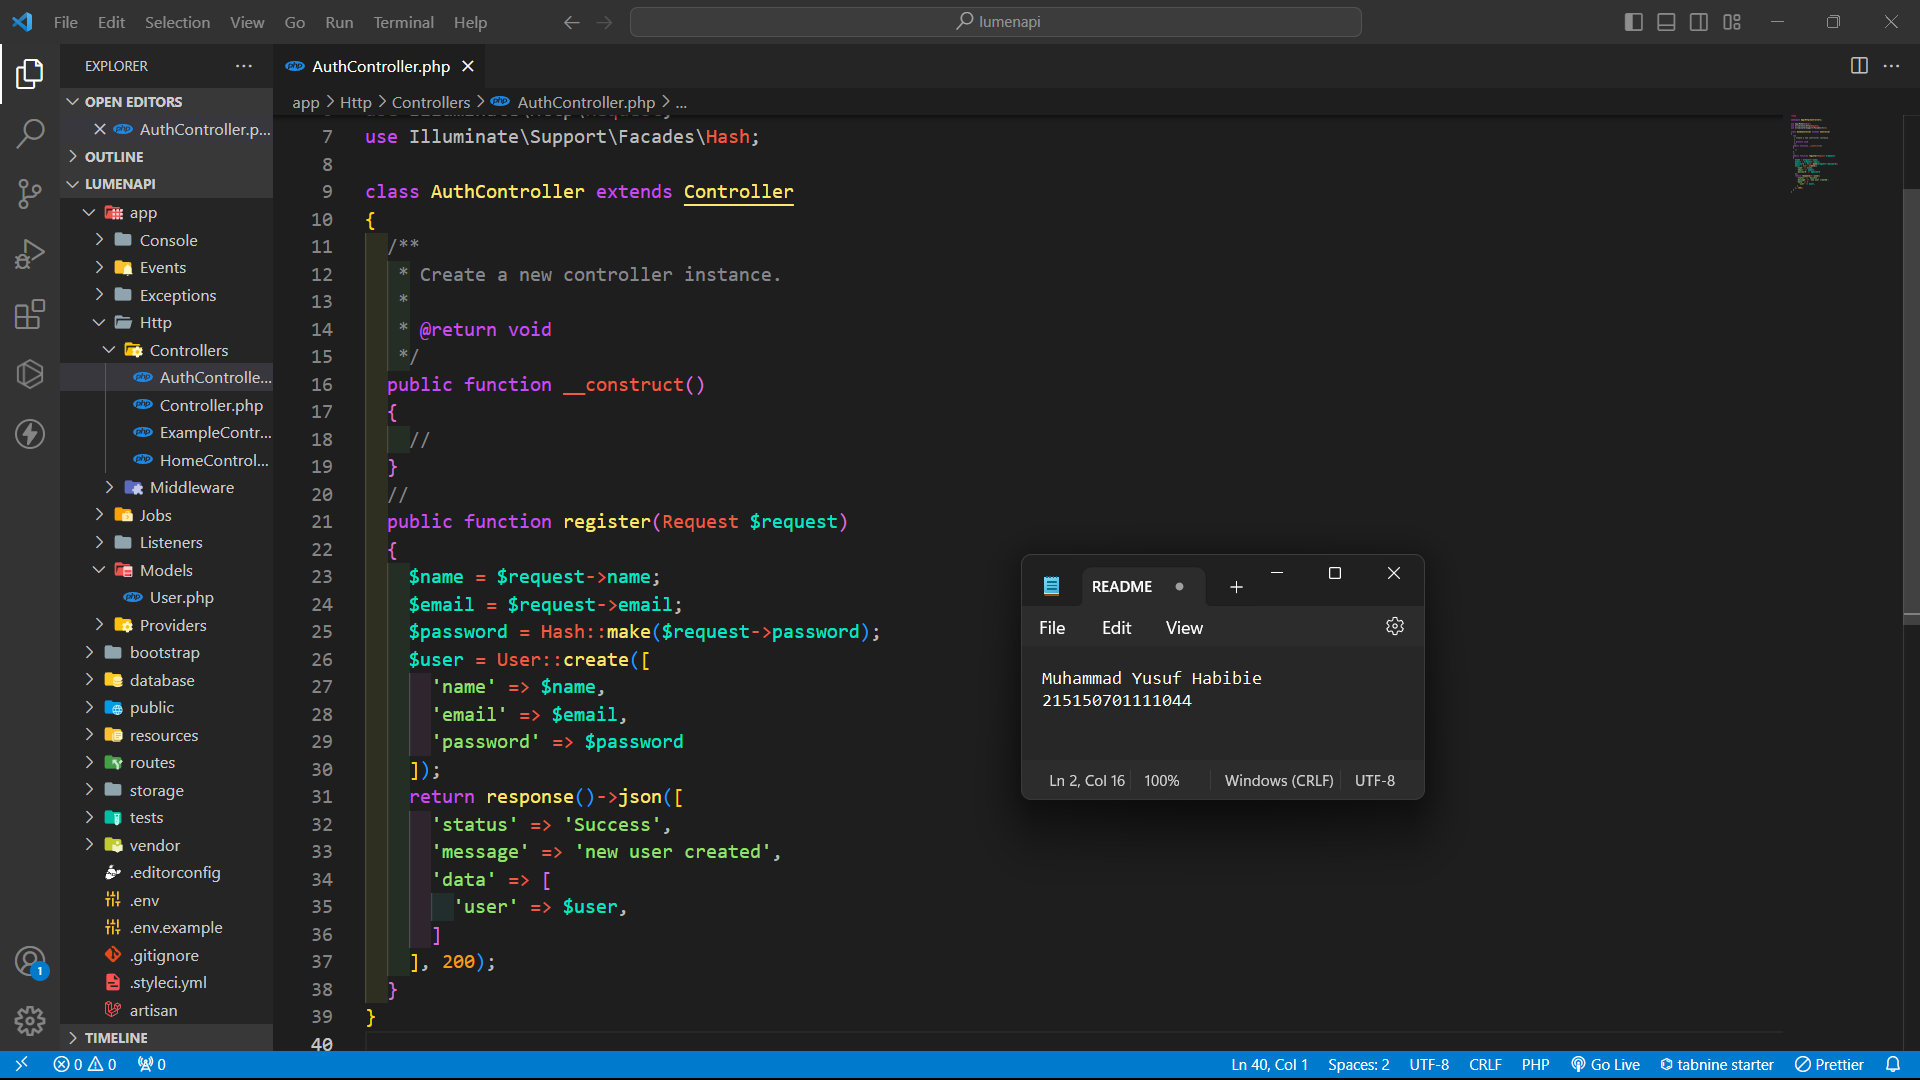 File Edit Selection View Go Run Terminal Help
lumenapi
EXPLORER
OPEN EDITORS
AuthController.p...
OUTLINE
LUMENAPI
app
Console
Events
Exceptions
Http
Controllers
AuthControlle...
Controller.php
ExampleContr...
HomeControl...
Middleware
Jobs
Listeners
Models
User.php
Providers
bootstrap
database
public
resources
routes
storage
tests
vendor
.editorconfig
.env
.env.example
.gitignore
.styleci.yml
artisan
TIMELINE
1
AuthController.php
app > Http > Controllers > AuthController.php > ...
7 use Illuminate\Support\Facades\Hash;
8
9 class AuthController extends Controller
10 {
11 /**
12 * Create a new controller instance.
13 *
14 * @return void
15 */
16 public function __construct()
17 {
18 //
19 }
20 //
21 public function register(Request $request)
22 {
23 $name = $request->name;
24 $email = $request->email;
25 $password = Hash::make($request->password);
26 $user = User::create([
27 'name' => $name,
28 'email' => $email,
29 'password' => $password
30 ]);
31 return response()->json([
32 'status' => 'Success',
33 'message' => 'new user created',
34 'data' => [
35 'user' => $user,
36 ]
37 ], 200);
38 }
39 }
40
README
File Edit View
Muhammad Yusuf Habibie
215150701111044
Ln 2, Col 16 100% Windows (CRLF) UTF-8
0 0 0 Ln 40, Col 1 Spaces: 2 UTF-8 CRLF PHP Go Live tabnine starter Prettier